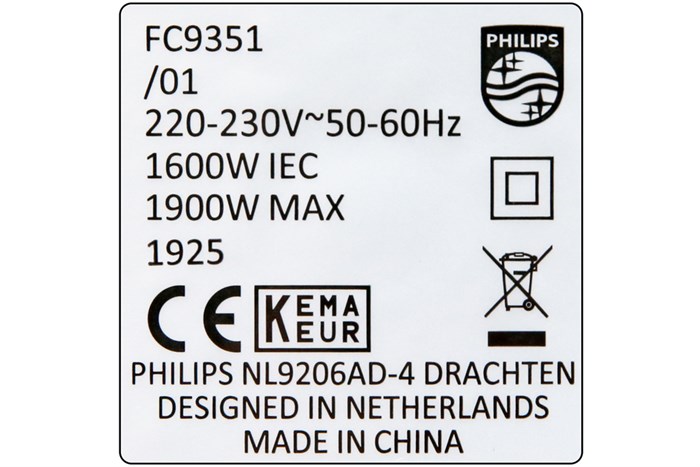 FC9351
/01
PHILIPS
220-230V~50-60Hz
1600W IEC
1900W MAX
1925
CE KEMA
KEUR
PHILIPS NL9206AD-4 DRACHTEN
DESIGNED IN NETHERLANDS
MADE IN CHINA